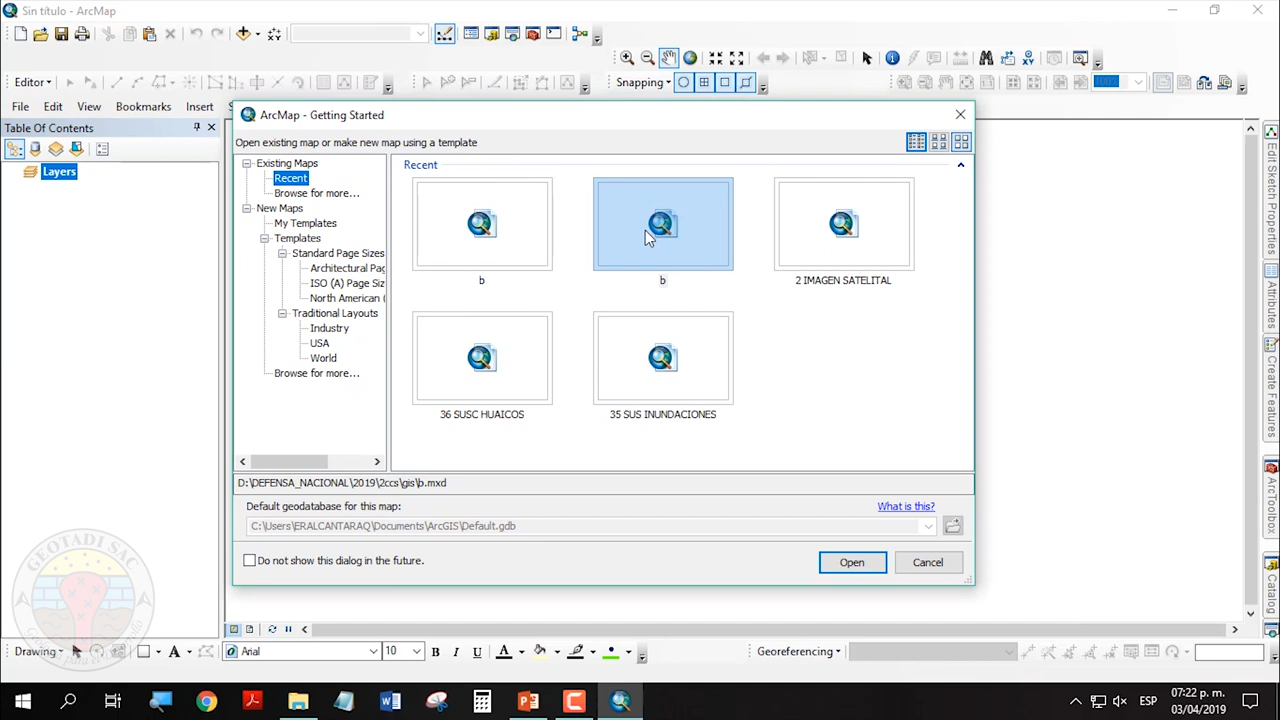 Sin título - ArcMap
Editor
Snapping
100%
File Edit View Bookmarks Insert
Table Of Contents
Layers
ArcMap - Getting Started
Open existing map or make new map using a template
Existing Maps
Recent
Browse for more...
New Maps
My Templates
Templates
Standard Page Sizes
Architectural Pag
ISO (A) Page Siz
North American (
Traditional Layouts
Industry
USA
World
Browse for more...
Recent
b
b
2 IMAGEN SATELITAL
36 SUSC HUAICOS
35 SUS INUNDACIONES
D:\DEFENSA_NACIONAL\2019\2ccs\gis\b.mxd
Default geodatabase for this map:
What is this?
C:\Users\ERALCANTARAQ\Documents\ArcGIS\Default.gdb
Do not show this dialog in the future.
Open
Cancel
Edit Sketch Properties
Attributes
Create Features
ArcToolbox
Catalog
GEOTADI SAC
Drawing
A
Arial
10
B
I
U
A
A
Georeferencing
ESP
07:22 p. m.
03/04/2019